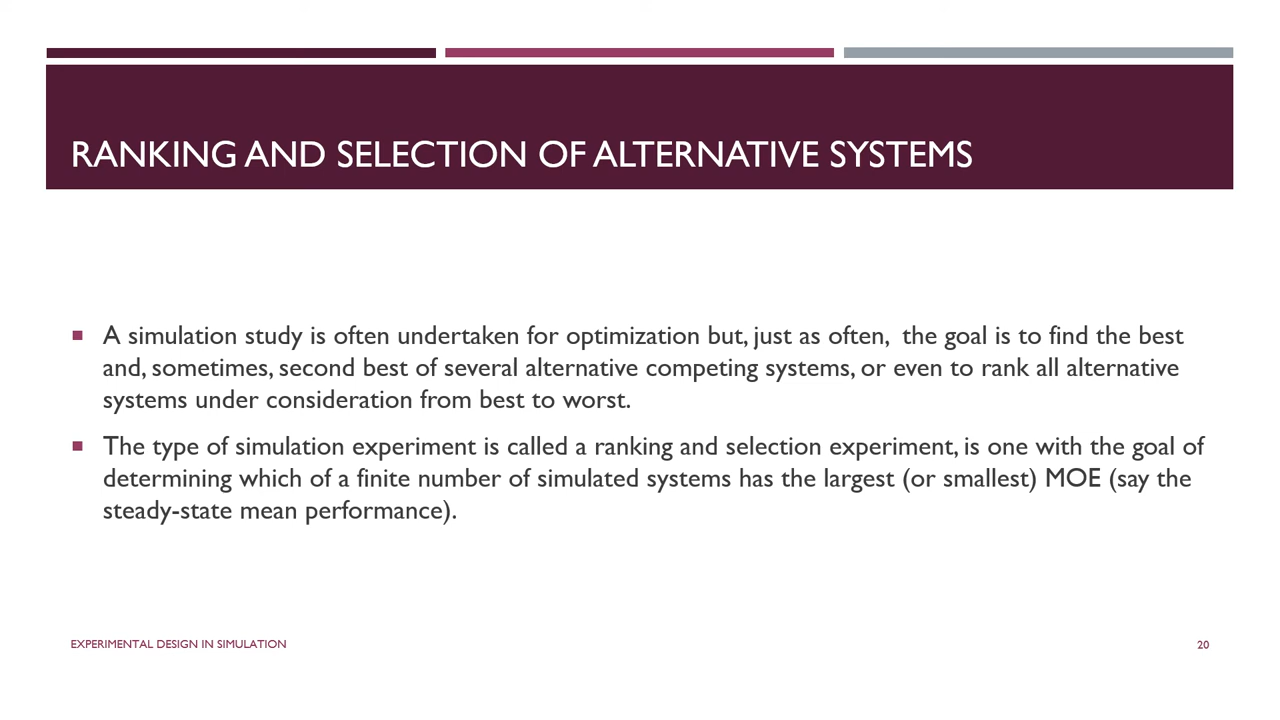 RANKING AND SELECTION OF ALTERNATIVE SYSTEMS
A simulation study is often undertaken for optimization but, just as often,  the goal is to find the best
and, sometimes, second best of several alternative competing systems, or even to rank all alternative
systems under consideration from best to worst.
The type of simulation experiment is called a ranking and selection experiment, is one with the goal of
determining which of a finite number of simulated systems has the largest (or smallest) MOE (say the
steady-state mean performance).
EXPERIMENTAL DESIGN IN SIMULATION
20